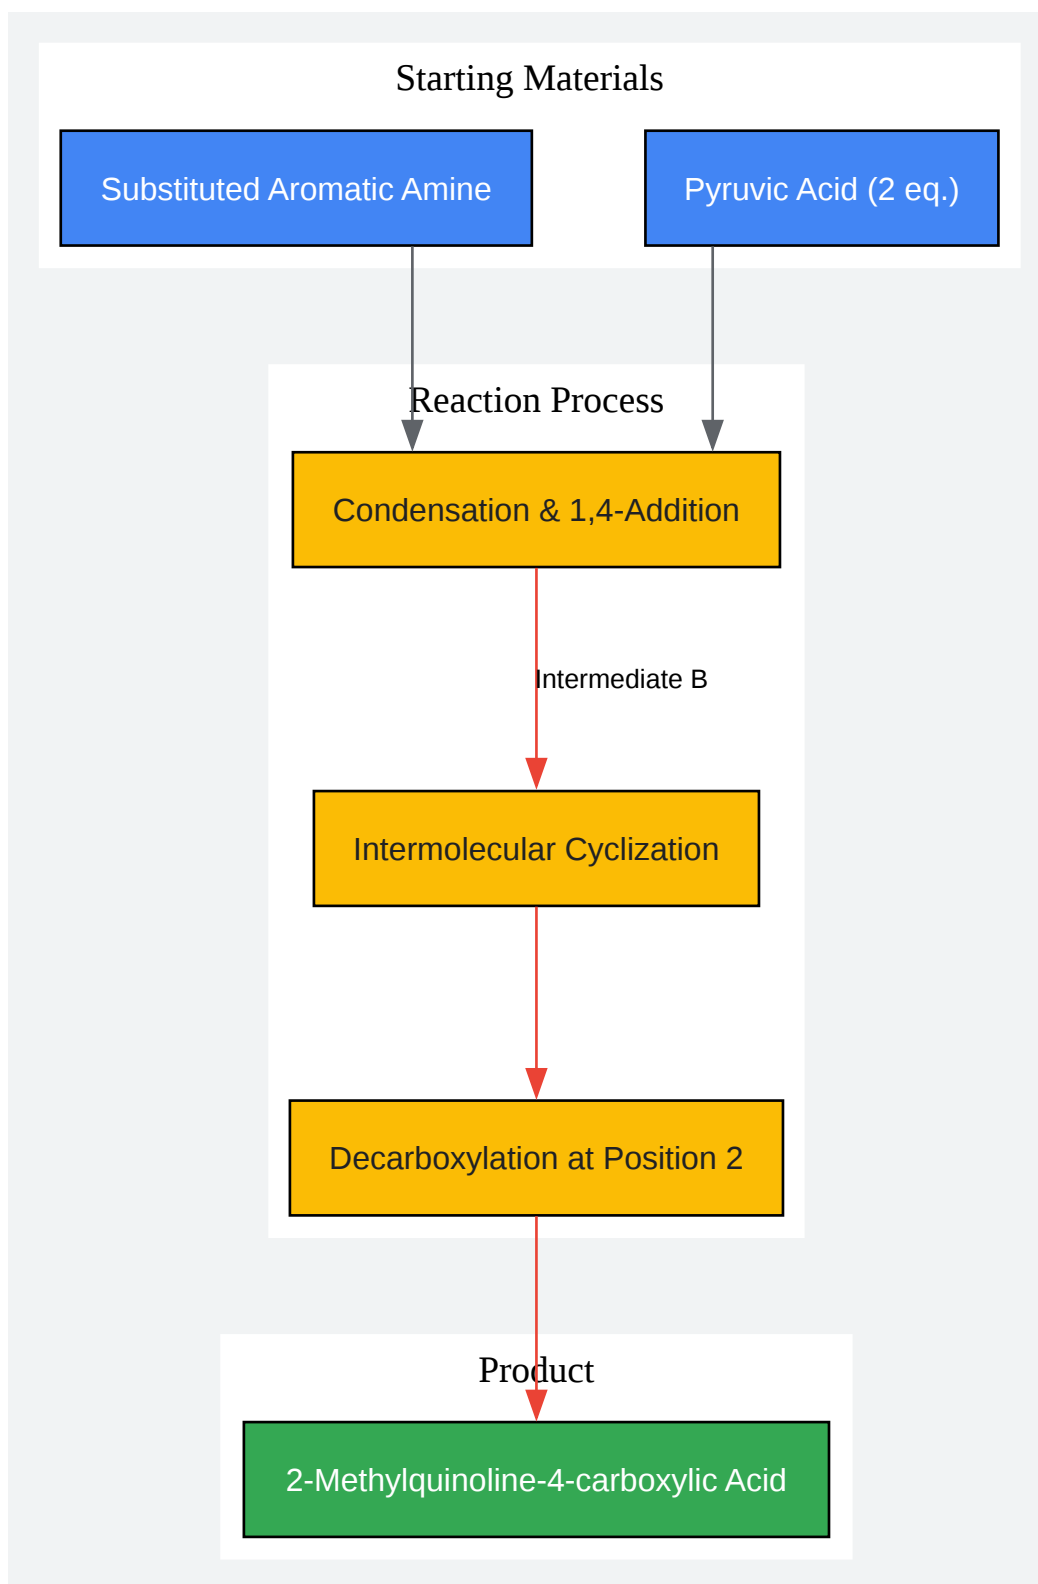 Starting Materials
Substituted Aromatic Amine
Pyruvic Acid (2 eq.)
Reaction Process
Condensation & 1,4-Addition
Intermediate B
Intermolecular Cyclization
Decarboxylation at Position 2
Product
2-Methylquinoline-4-carboxylic Acid